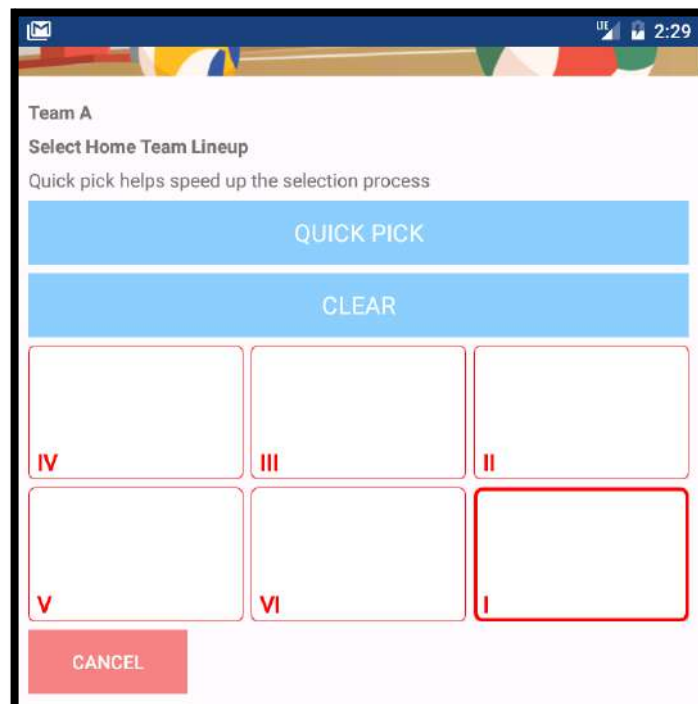 LTE 2:29
Team A
Select Home Team Lineup
Quick pick helps speed up the selection process
QUICK PICK
CLEAR
IV III II
V VI I
CANCEL